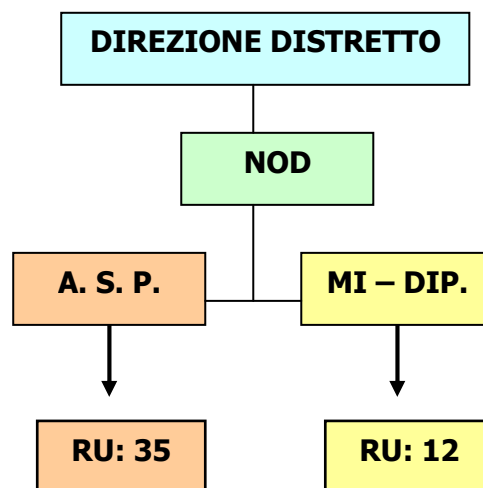 DIREZIONE DISTRETTO
NOD
A. S. P.
MI – DIP.
RU: 35
RU: 12